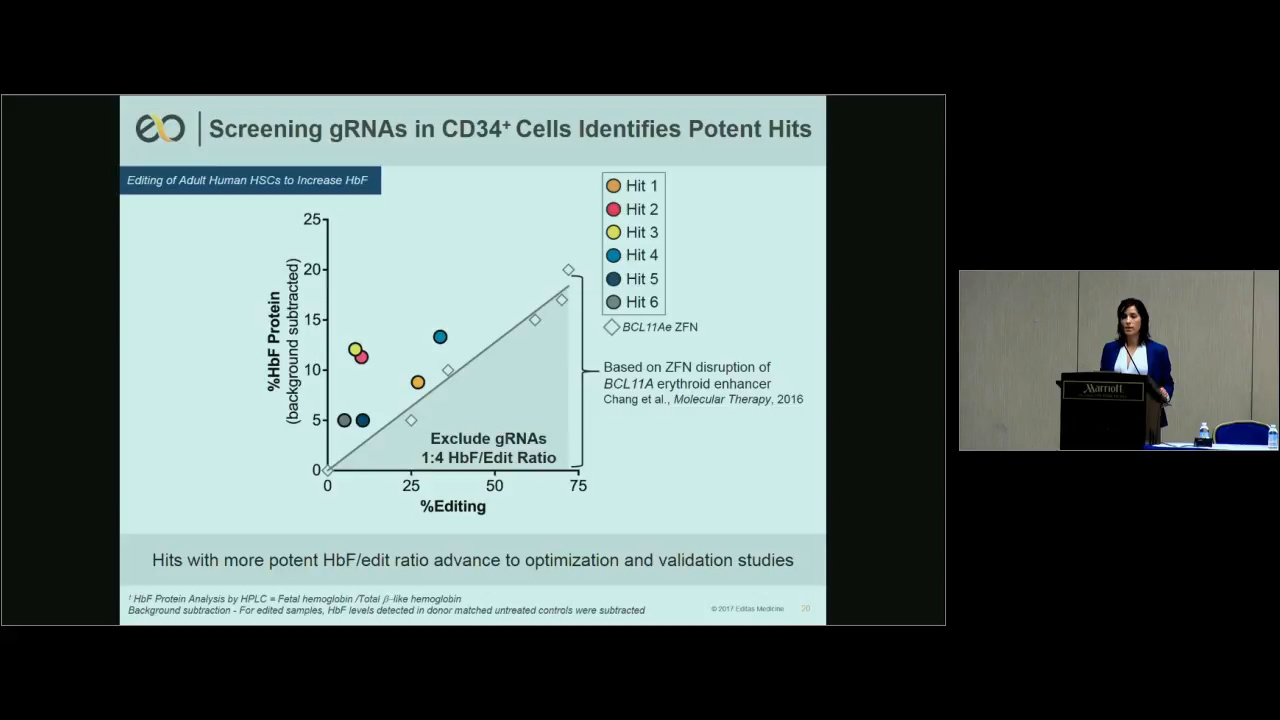 Screening gRNAs in CD34⁺ Cells Identifies Potent Hits
Editing of Adult Human HSCs to Increase HbF
%HbF Protein
(background subtracted)
25
20
15
10
5
0
0 25 50 75
%Editing
Exclude gRNAs
1:4 HbF/Edit Ratio
Hit 1
Hit 2
Hit 3
Hit 4
Hit 5
Hit 6
BCL11Ae ZFN
Based on ZFN disruption of
BCL11A erythroid enhancer
Chang et al., Molecular Therapy, 2016
Hits with more potent HbF/edit ratio advance to optimization and validation studies
† HbF Protein Analysis by HPLC = Fetal hemoglobin /Total β-like hemoglobin
Background subtraction - For edited samples, HbF levels detected in donor matched untreated controls were subtracted
© 2017 Editas Medicine 20
Marriott